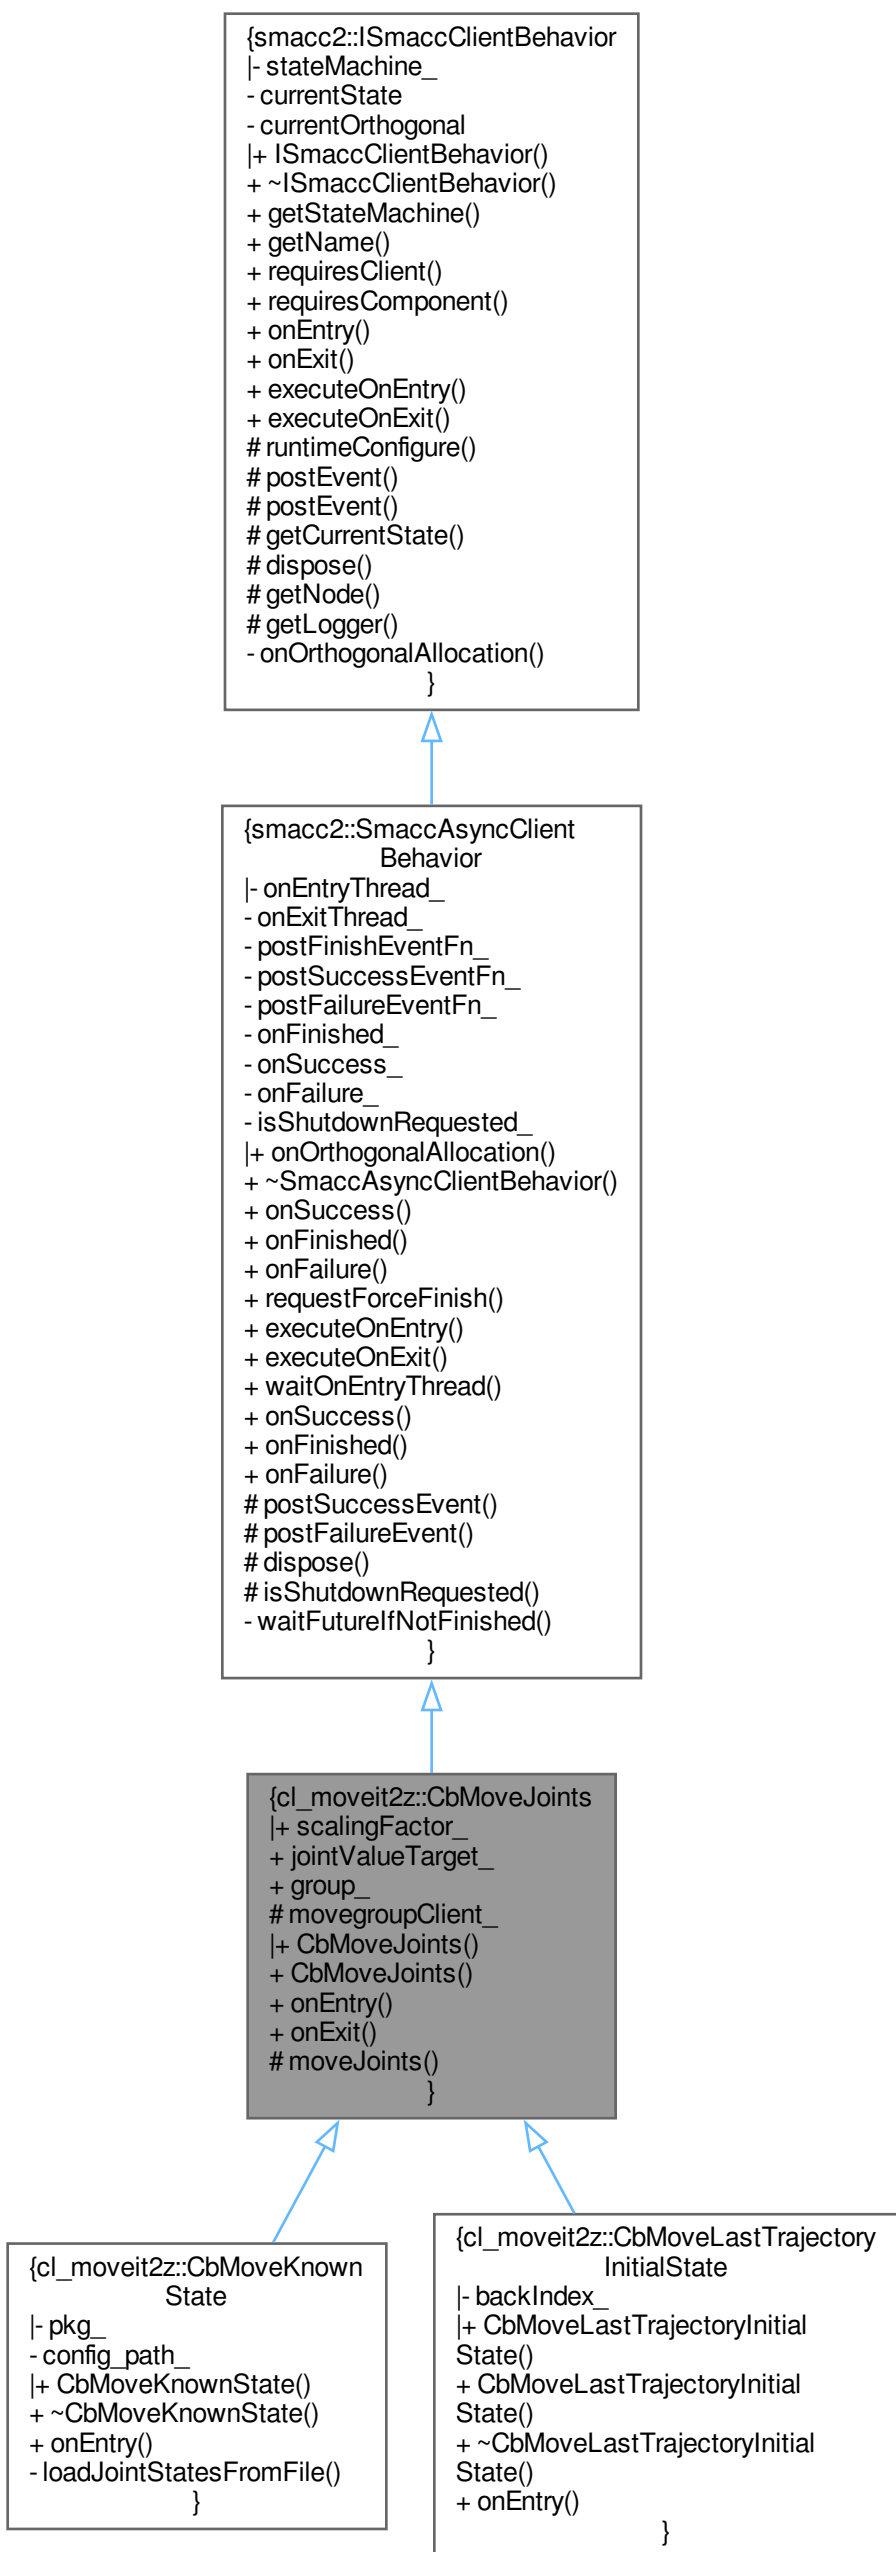 {smacc2::ISmaccClientBehavior
|- stateMachine_
- currentState
- currentOrthogonal
|+ ISmaccClientBehavior()
+ ~ISmaccClientBehavior()
+ getStateMachine()
+ getName()
+ requiresClient()
+ requiresComponent()
+ onEntry()
+ onExit()
+ executeOnEntry()
+ executeOnExit()
# runtimeConfigure()
# postEvent()
# postEvent()
# getCurrentState()
# dispose()
# getNode()
# getLogger()
- onOrthogonalAllocation()
}
{smacc2::SmaccAsyncClient
Behavior
|- onEntryThread_
- onExitThread_
- postFinishEventFn_
- postSuccessEventFn_
- postFailureEventFn_
- onFinished_
- onSuccess_
- onFailure_
- isShutdownRequested_
|+ onOrthogonalAllocation()
+ ~SmaccAsyncClientBehavior()
+ onSuccess()
+ onFinished()
+ onFailure()
+ requestForceFinish()
+ executeOnEntry()
+ executeOnExit()
+ waitOnEntryThread()
+ onSuccess()
+ onFinished()
+ onFailure()
# postSuccessEvent()
# postFailureEvent()
# dispose()
# isShutdownRequested()
- waitFutureIfNotFinished()
}
{cl_moveit2z::CbMoveJoints
|+ scalingFactor_
+ jointValueTarget_
+ group_
# movegroupClient_
|+ CbMoveJoints()
+ CbMoveJoints()
+ onEntry()
+ onExit()
# moveJoints()
}
{cl_moveit2z::CbMoveKnown
State
|- pkg_
- config_path_
|+ CbMoveKnownState()
+ ~CbMoveKnownState()
+ onEntry()
- loadJointStatesFromFile()
}
{cl_moveit2z::CbMoveLastTrajectory
InitialState
|- backIndex_
|+ CbMoveLastTrajectoryInitial
State()
+ CbMoveLastTrajectoryInitial
State()
+ ~CbMoveLastTrajectoryInitial
State()
+ onEntry()
}